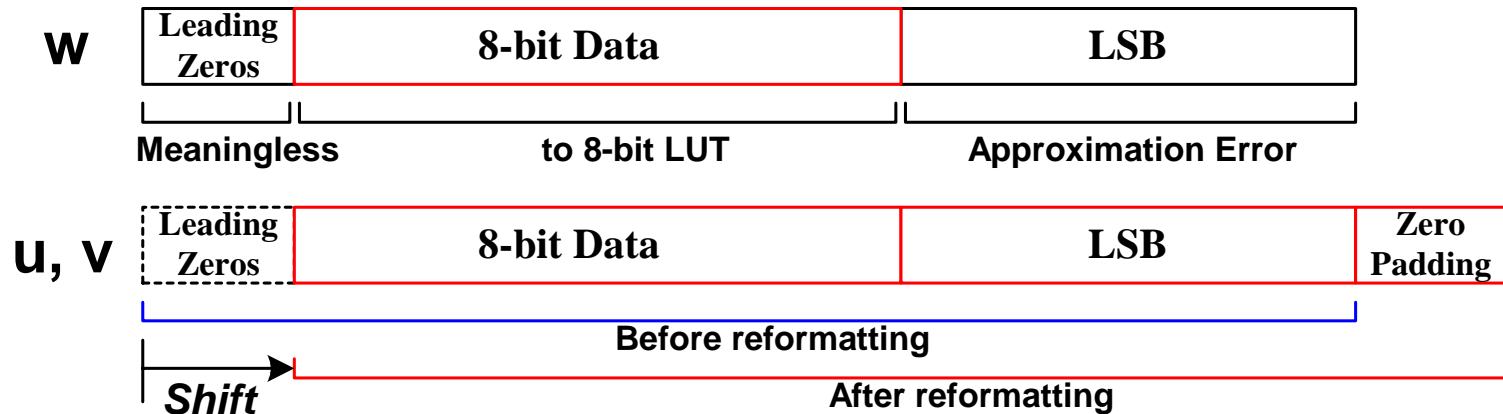 w
Leading
Zeros
8-bit Data
LSB
Meaningless
to 8-bit LUT
Approximation Error
u, v
Leading
Zeros
8-bit Data
LSB
Zero
Padding
Before reformatting
Shift
After reformatting